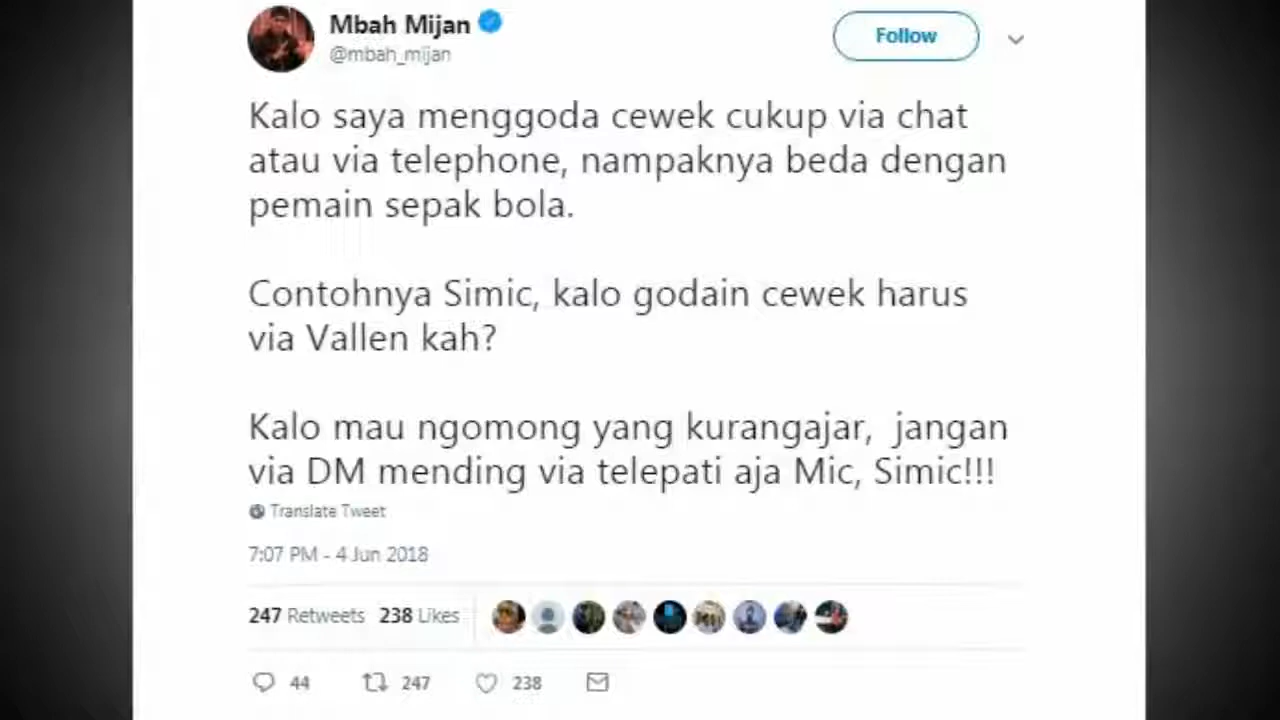 Mbah Mijan
@mbah_mijan
Follow
Kalo saya menggoda cewek cukup via chat
atau via telephone, nampaknya beda dengan
pemain sepak bola.
Contohnya Simic, kalo godain cewek harus
via Vallen kah?
Kalo mau ngomong yang kurangajar, jangan
via DM mending via telepati aja Mic, Simic!!!
Translate Tweet
7:07 PM - 4 Jun 2018
247 Retweets 238 Likes
44 247 238